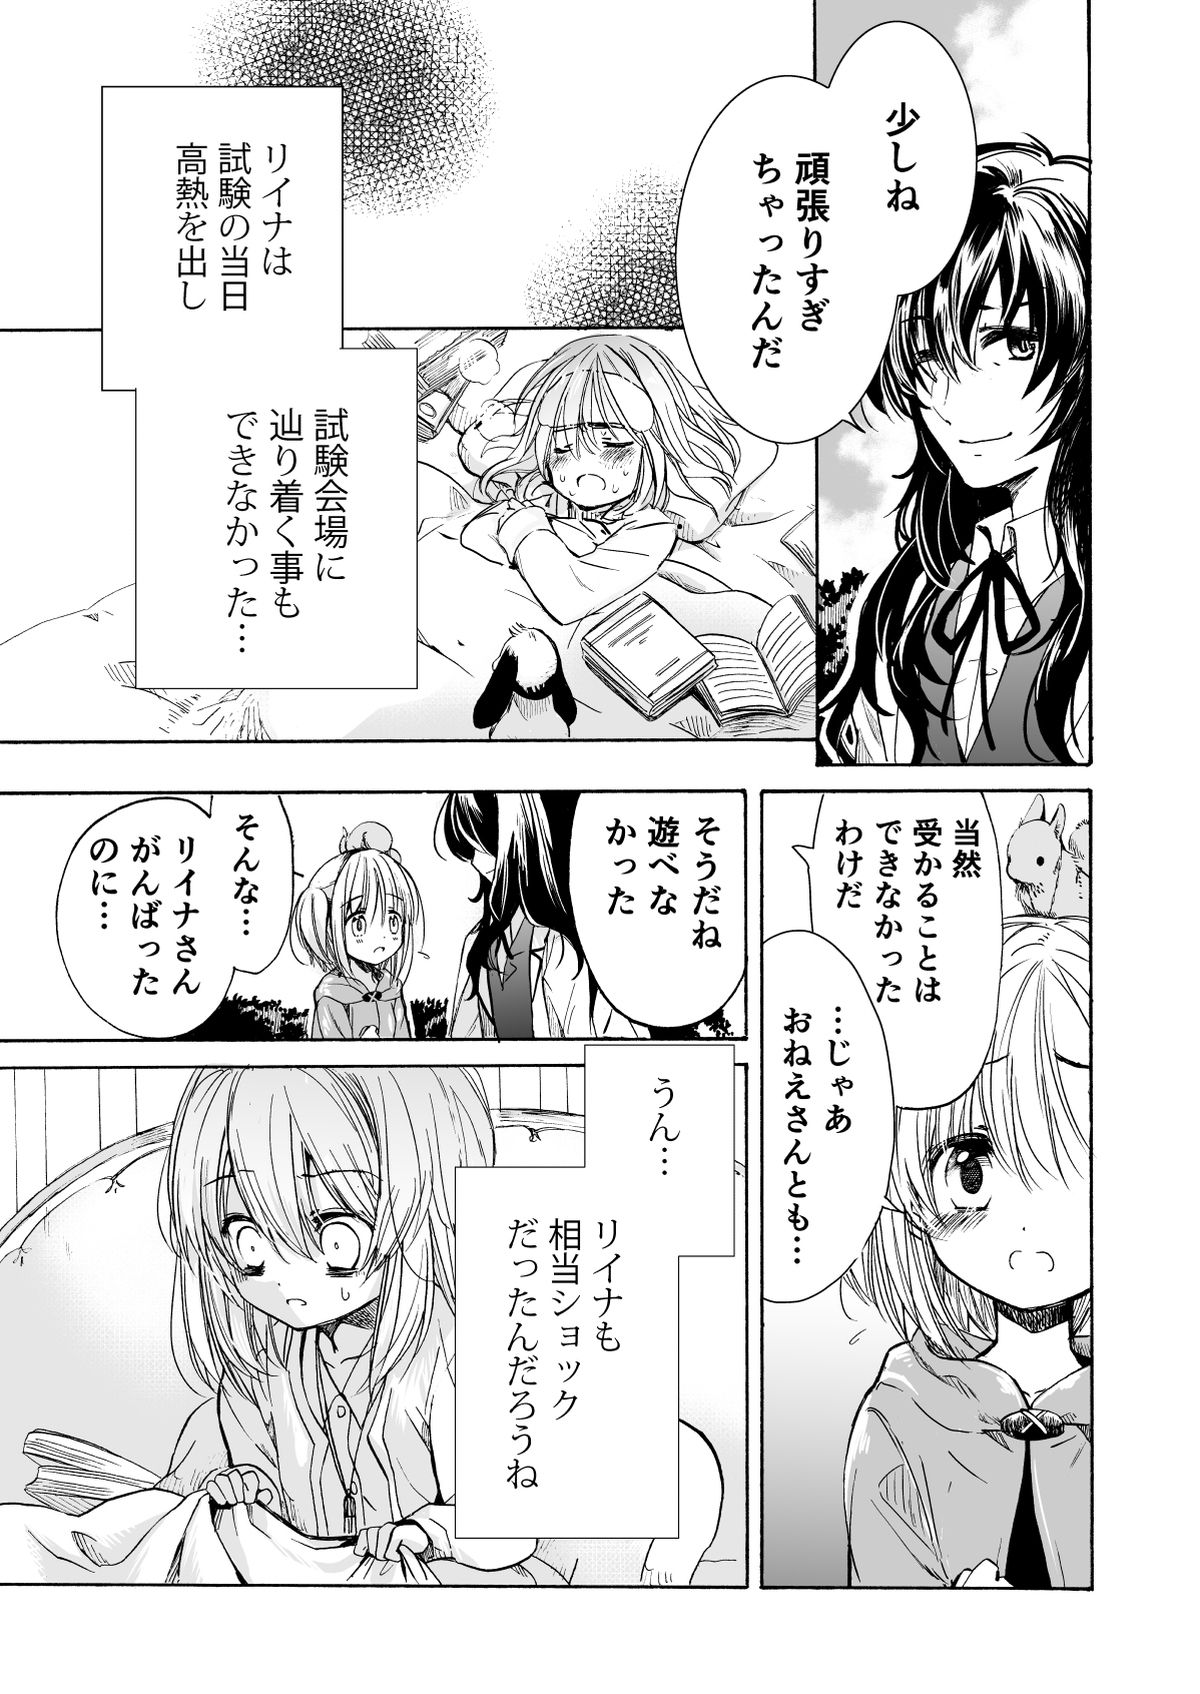 少しね
頑張りすぎ
ちゃったんだ
リイナは
試験の当日
高熱を出し
試験会場に
辿り着く事も
できなかった…
当然
受かることは
できなかった
わけだ
…じゃあ
おねえさんとも…
そうだね
遊べな
かった
そんな…
リイナさん
がんばった
のに…
うん…
リイナも
相当ショック
だったんだろうね